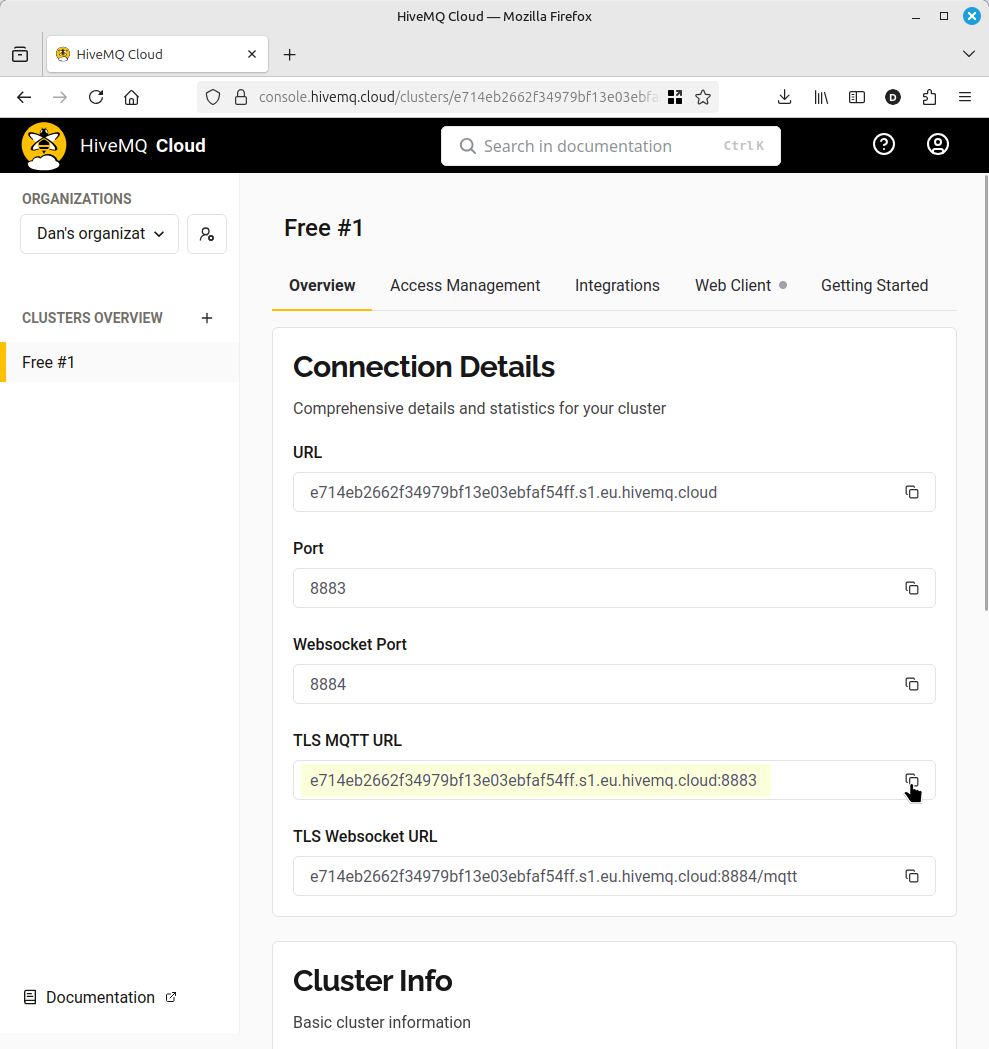 HiveMQ Cloud — Mozilla Firefox
HiveMQ Cloud
console.hivemq.cloud/clusters/e714eb2662f34979bf13e03ebfa
D
HiveMQ Cloud
Search in documentation
Ctrl K
ORGANIZATIONS
Dan's organizat
CLUSTERS OVERVIEW
Free #1
Documentation
Free #1
Overview
Access Management
Integrations
Web Client
Getting Started
Connection Details
Comprehensive details and statistics for your cluster
URL
e714eb2662f34979bf13e03ebfaf54ff.s1.eu.hivemq.cloud
Port
8883
Websocket Port
8884
TLS MQTT URL
e714eb2662f34979bf13e03ebfaf54ff.s1.eu.hivemq.cloud:8883
TLS Websocket URL
e714eb2662f34979bf13e03ebfaf54ff.s1.eu.hivemq.cloud:8884/mqtt
Cluster Info
Basic cluster information